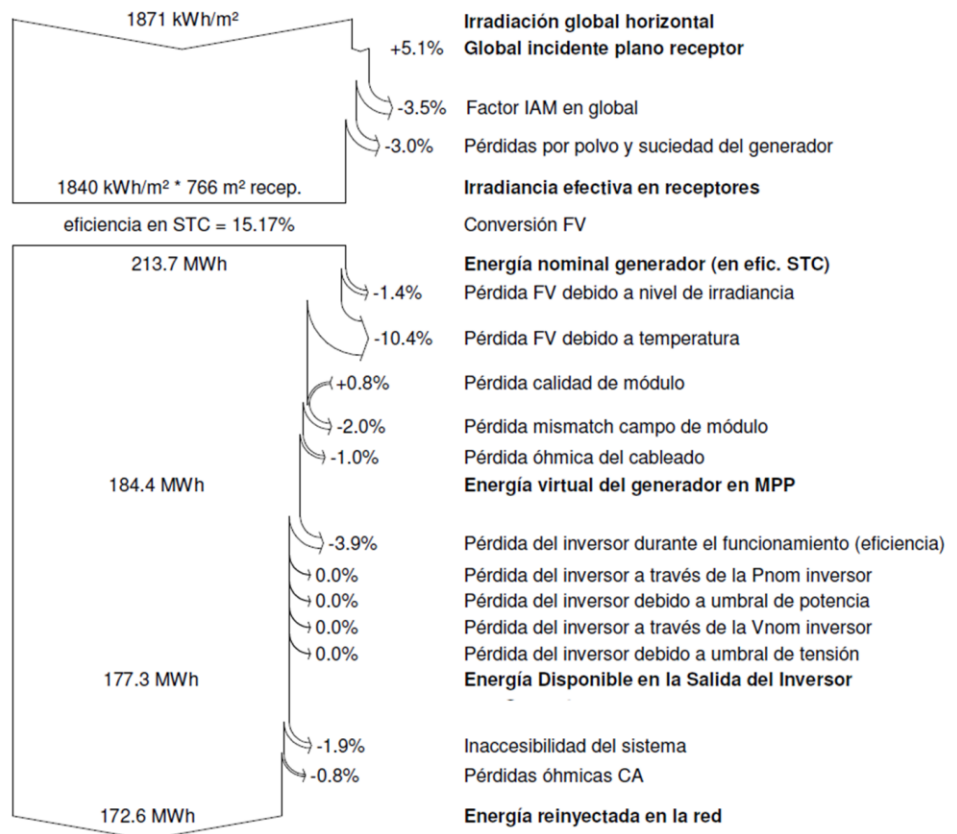 1871 kWh/m² Irradiación global horizontal
+5.1% Global incidente plano receptor
-3.5% Factor IAM en global
-3.0% Pérdidas por polvo y suciedad del generador
1840 kWh/m² * 766 m² recep. Irradiancia efectiva en receptores
eficiencia en STC = 15.17% Conversión FV
213.7 MWh Energía nominal generador (en efic. STC)
-1.4% Pérdida FV debido a nivel de irradiancia
-10.4% Pérdida FV debido a temperatura
+0.8% Pérdida calidad de módulo
-2.0% Pérdida mismatch campo de módulo
-1.0% Pérdida óhmica del cableado
184.4 MWh Energía virtual del generador en MPP
-3.9% Pérdida del inversor durante el funcionamiento (eficiencia)
0.0% Pérdida del inversor a través de la Pnom inversor
0.0% Pérdida del inversor debido a umbral de potencia
0.0% Pérdida del inversor a través de la Vnom inversor
0.0% Pérdida del inversor debido a umbral de tensión
177.3 MWh Energía Disponible en la Salida del Inversor
-1.9% Inaccesibilidad del sistema
-0.8% Pérdidas óhmicas CA
172.6 MWh Energía reinyectada en la red